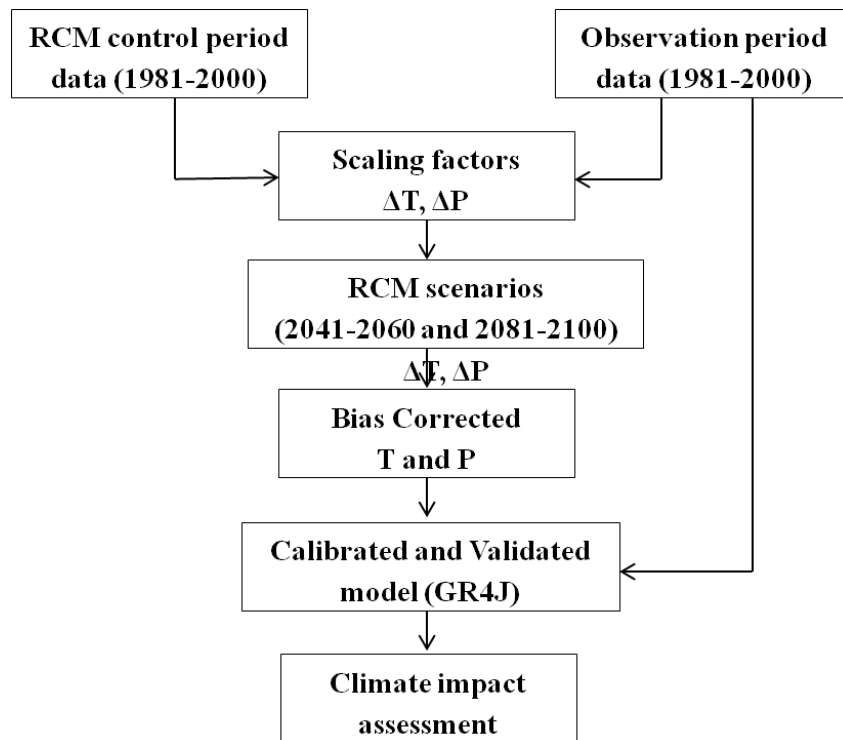 RCM control period
data (1981-2000)
Observation period
data (1981-2000)
Scaling factors
ΔT, ΔP
RCM scenarios
(2041-2060 and 2081-2100)
ΔT, ΔP
Bias Corrected
T and P
Calibrated and Validated
model (GR4J)
Climate impact
assessment